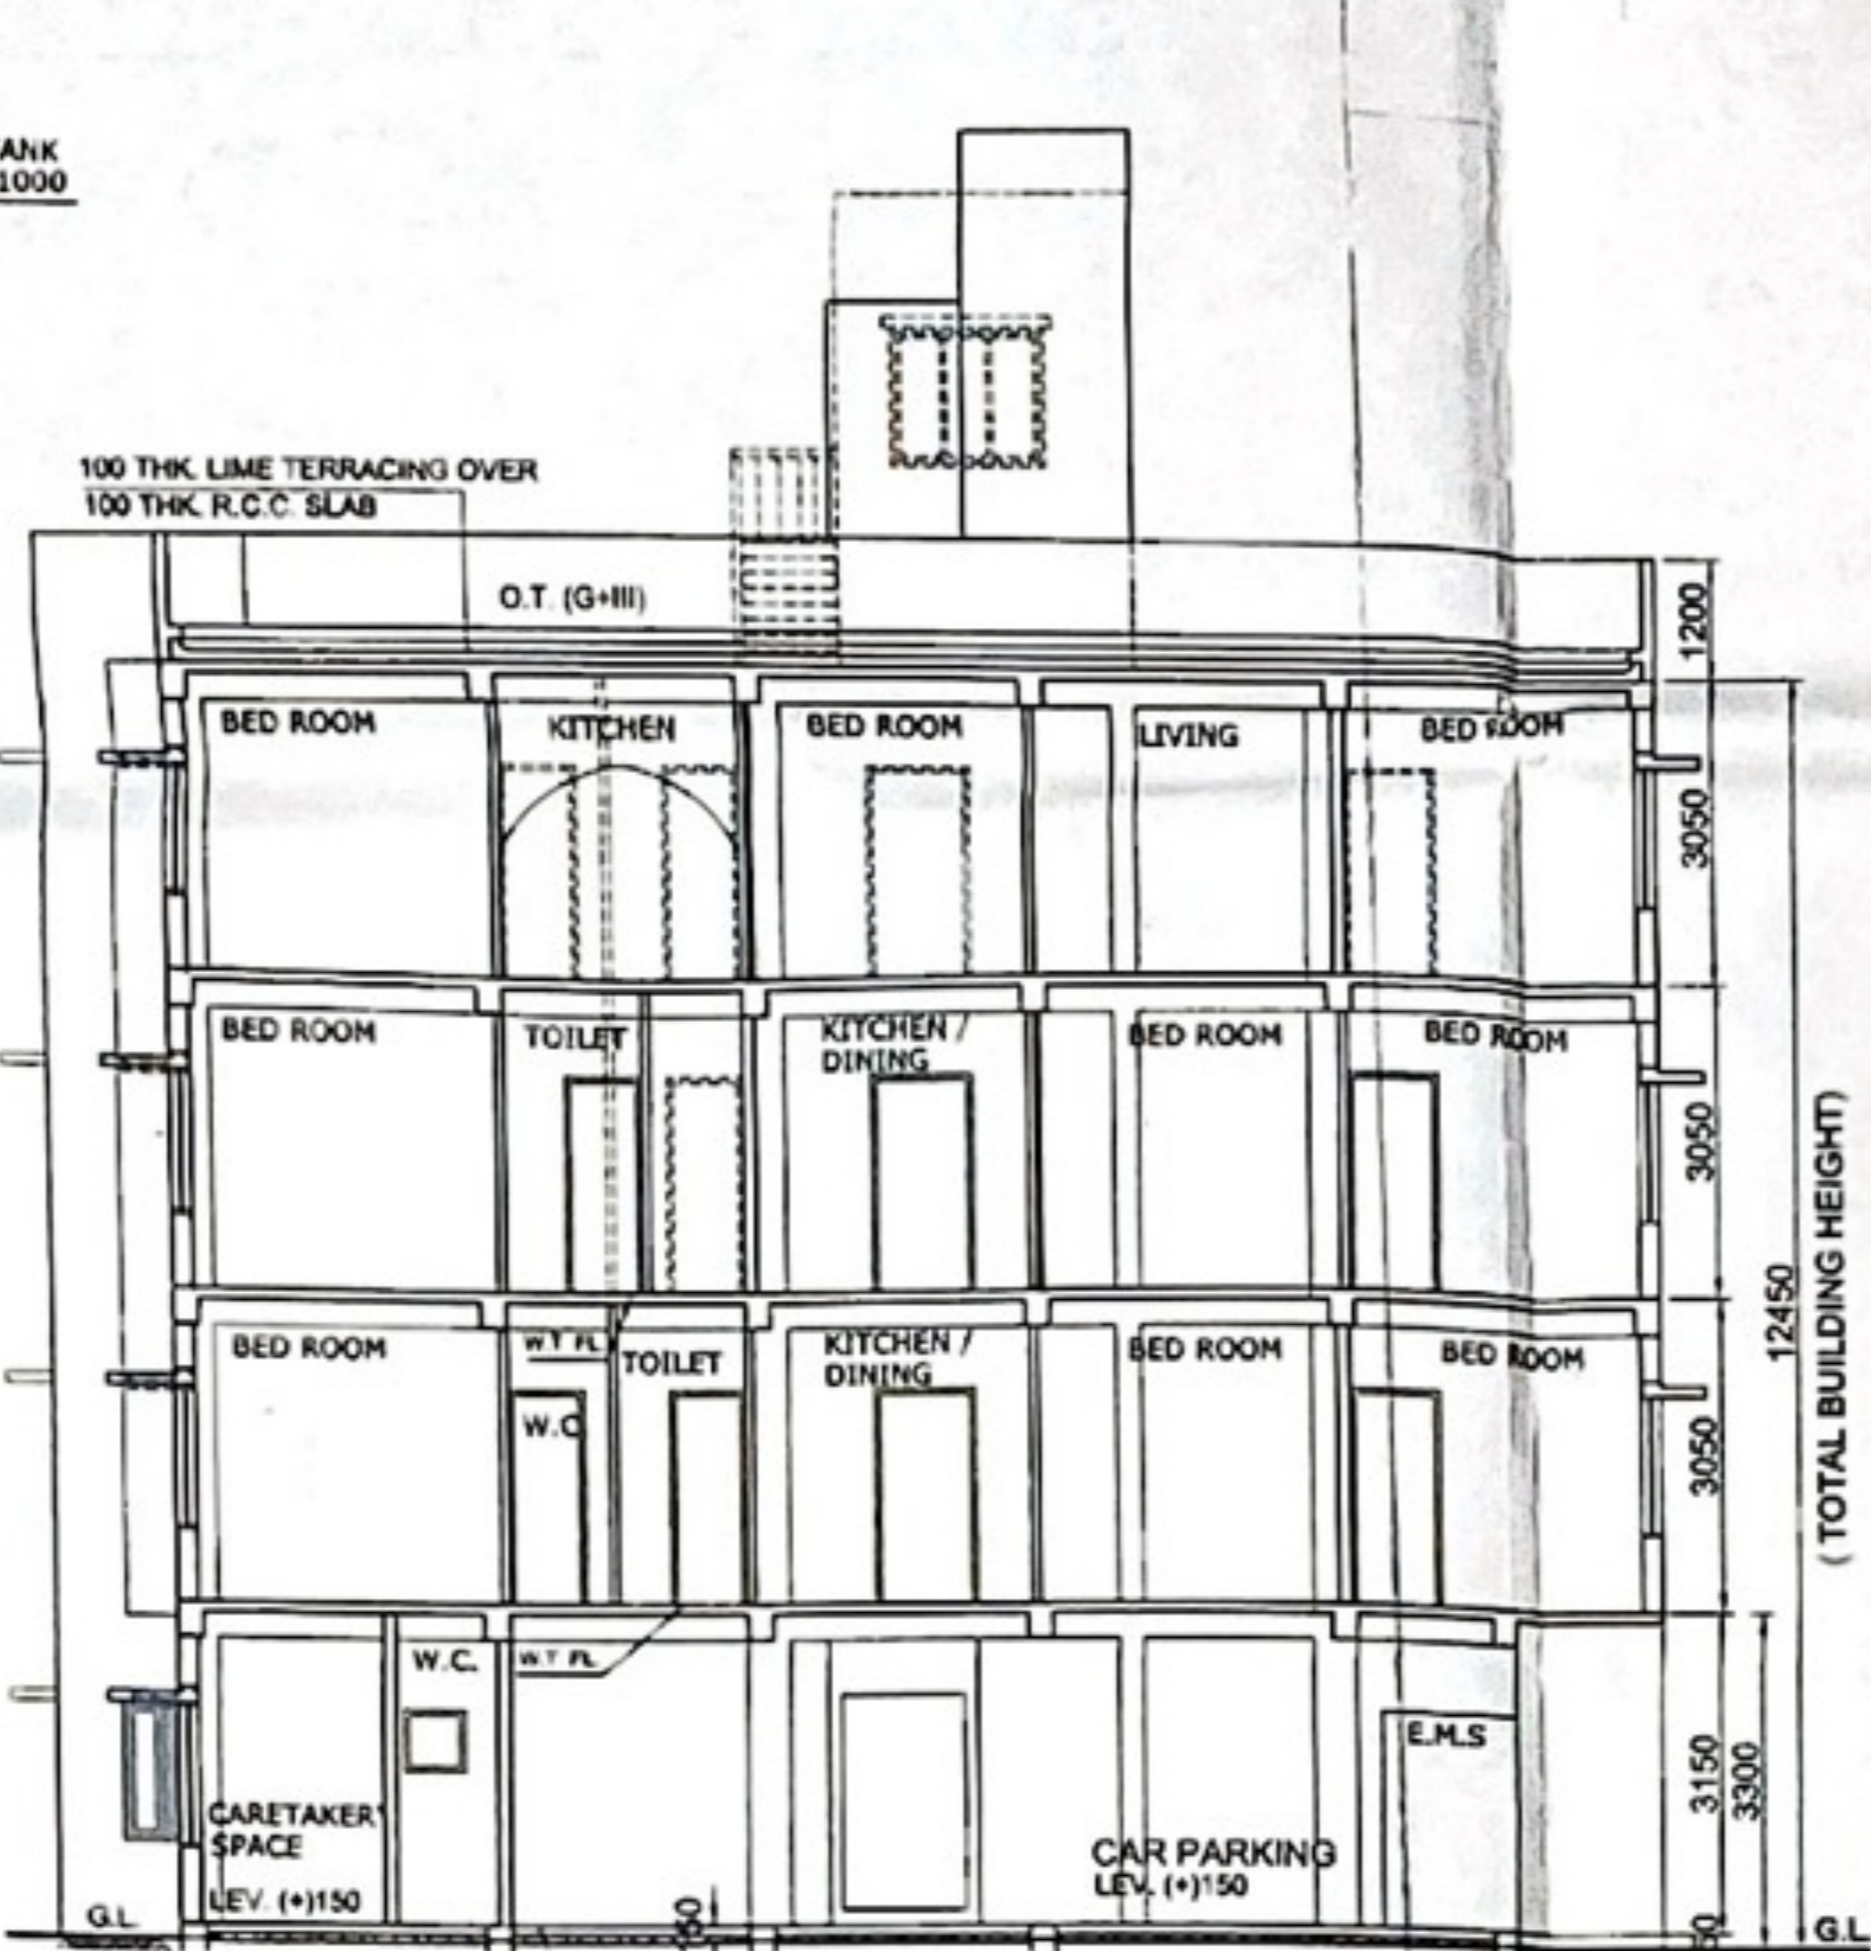 ANK
1000
100 THK. LIME TERRACING OVER
100 THK. R.C.C. SLAB
O.T. (G+III)
1200
BED ROOM
KITCHEN
BED ROOM
LIVING
BED ROOM
3050
BED ROOM
TOILET
KITCHEN /
DINING
BED ROOM
BED ROOM
3050
BED ROOM
W.T. FL.
TOILET
W.C
KITCHEN /
DINING
BED ROOM
BED ROOM
3050
12450
( TOTAL BUILDING HEIGHT)
W.C.
W.T. FL.
E.M.S
CARETAKER'
SPACE
LEV. (+)150
CAR PARKING
LEV. (+)150
3150
3300
G.L.
G.L